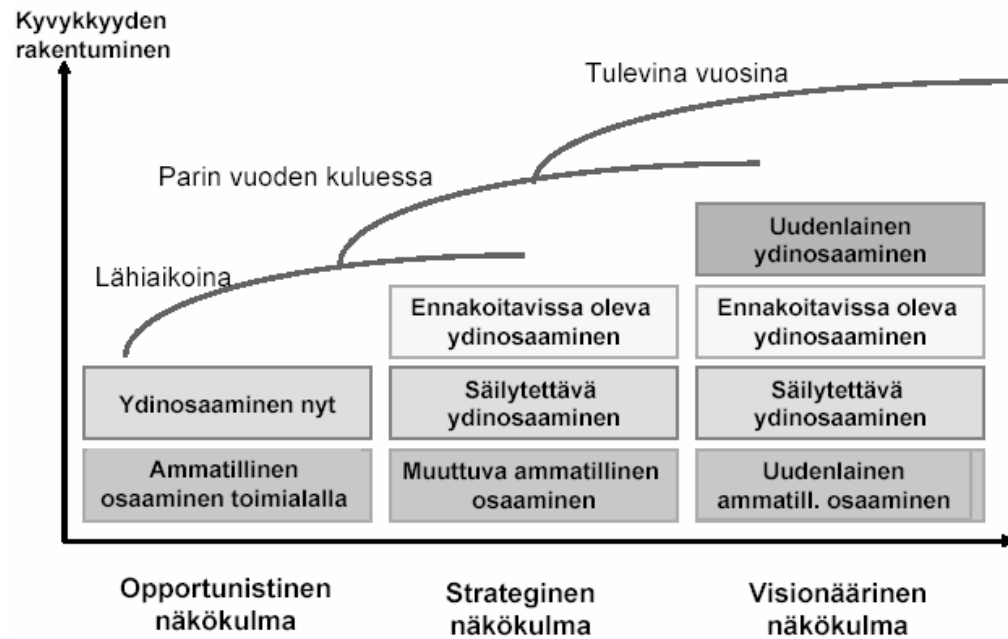 Kyvykkyyden
rakentuminen
Tulevina vuosina
Parin vuoden kuluessa
Lähiaikoina
Uudenlainen
ydinosaaminen
Ennakoitavissa oleva
ydinosaaminen
Ennakoitavissa oleva
ydinosaaminen
Ydinosaaminen nyt
Säilytettävä
ydinosaaminen
Säilytettävä
ydinosaaminen
Ammatillinen
osaaminen toimialalla
Muuttuva ammatillinen
osaaminen
Uudenlainen
ammatill. osaaminen
Opportunistinen
näkökulma
Strateginen
näkökulma
Visionäärinen
näkökulma